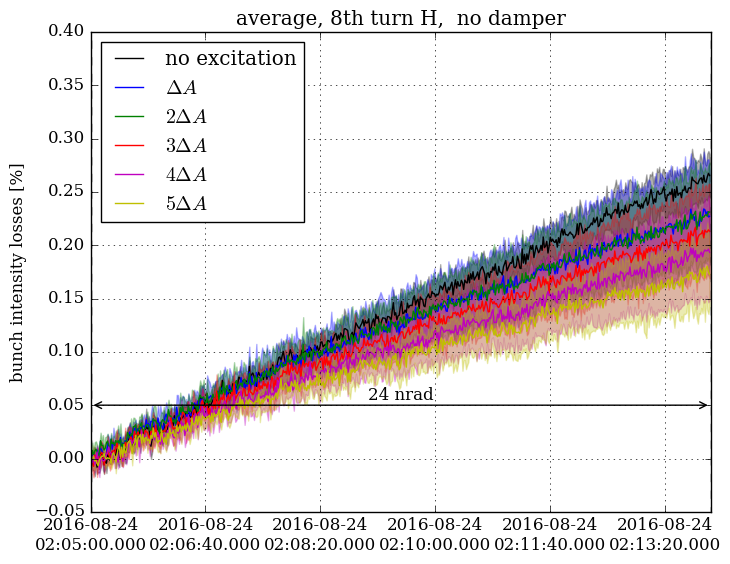 average, 8th turn H, no damper
bunch intensity losses [%]
0.40
0.35
0.30
0.25
0.20
0.15
0.10
0.05
0.00
−0.05
no excitation
ΔA
2ΔA
3ΔA
4ΔA
5ΔA
24 nrad
2016-08-24 2016-08-24 2016-08-24 2016-08-24 2016-08-24 2016-08-24
02:05:00.000 02:06:40.000 02:08:20.000 02:10:00.000 02:11:40.000 02:13:20.000